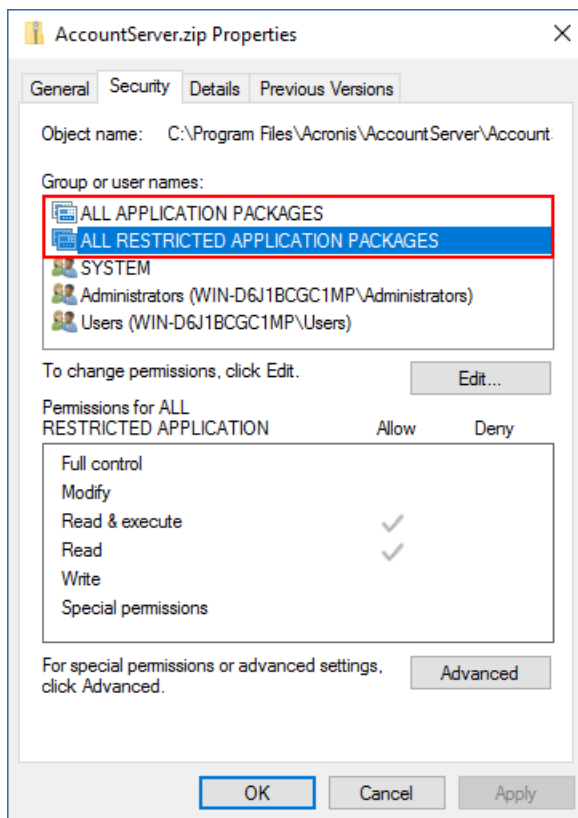 AccountServer.zip Properties
General Security Details Previous Versions
Object name: C:\Program Files\Acronis\AccountServer\Account
Group or user names:
ALL APPLICATION PACKAGES
ALL RESTRICTED APPLICATION PACKAGES
SYSTEM
Administrators (WIN-D6J1BCGC1MP\Administrators)
Users (WIN-D6J1BCGC1MP\Users)
To change permissions, click Edit.
Edit...
Permissions for ALL
RESTRICTED APPLICATION Allow Deny
Full control
Modify
Read & execute
Read
Write
Special permissions
For special permissions or advanced settings,
click Advanced.
Advanced
OK Cancel Apply